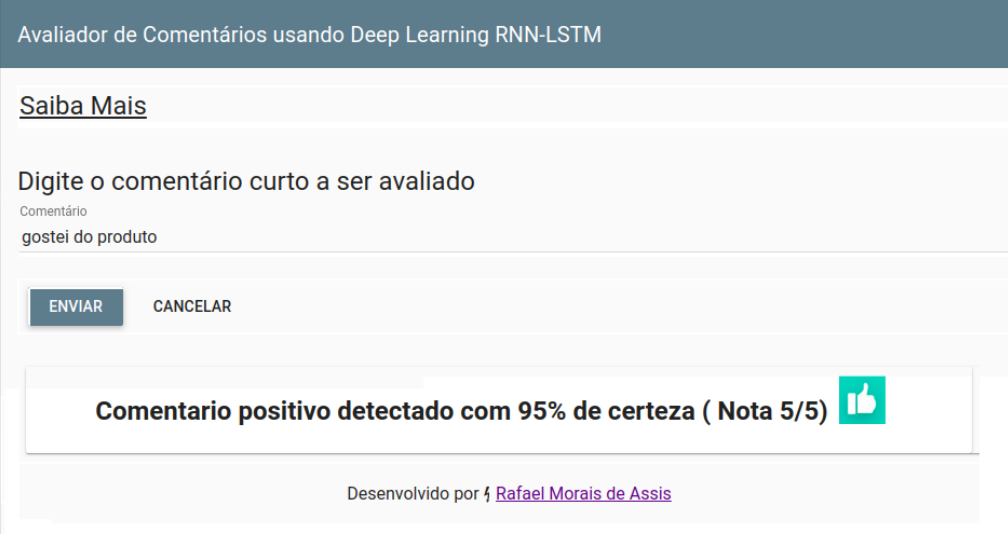 Avaliador de Comentários usando Deep Learning RNN-LSTM
Saiba Mais
Digite o comentário curto a ser avaliado
Comentário
gostei do produto
ENVIAR CANCELAR
Comentario positivo detectado com 95% de certeza ( Nota 5/5)
Desenvolvido por Rafael Morais de Assis